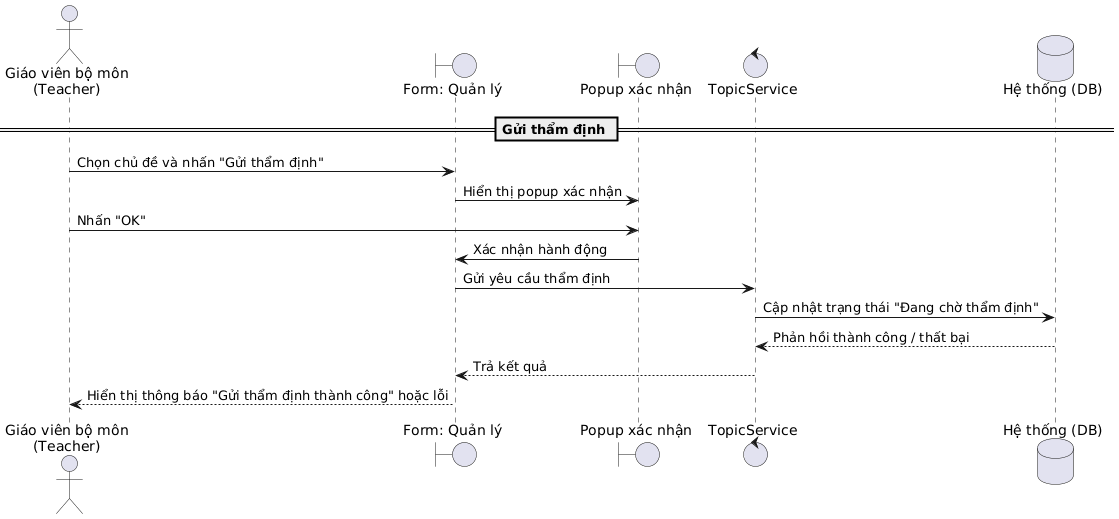 Giáo viên bộ môn
(Teacher)
Form: Quản lý
Popup xác nhận
TopicService
Hệ thống (DB)
Gửi thẩm định
Chọn chủ đề và nhấn "Gửi thẩm định"
Hiển thị popup xác nhận
Nhấn "OK"
Xác nhận hành động
Gửi yêu cầu thẩm định
Cập nhật trạng thái "Đang chờ thẩm định"
Phản hồi thành công / thất bại
Trả kết quả
Hiển thị thông báo "Gửi thẩm định thành công" hoặc lỗi
Giáo viên bộ môn
(Teacher)
Form: Quản lý
Popup xác nhận
TopicService
Hệ thống (DB)